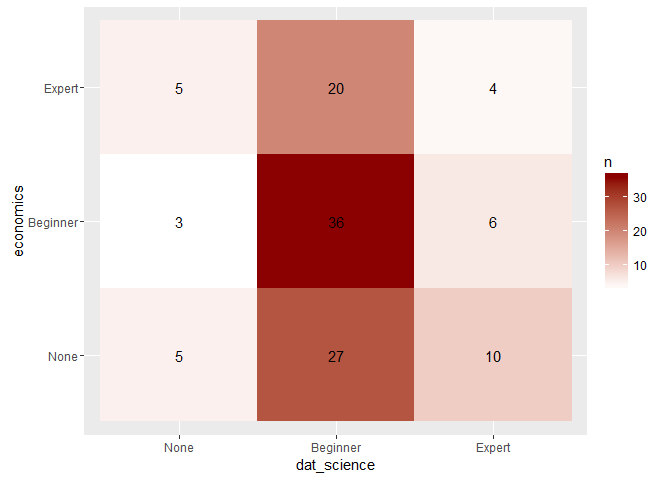 Expert
5
20
4
n
30
20
10
economics
Beginner
3
36
6
None
5
27
10
None
Beginner
Expert
dat_science